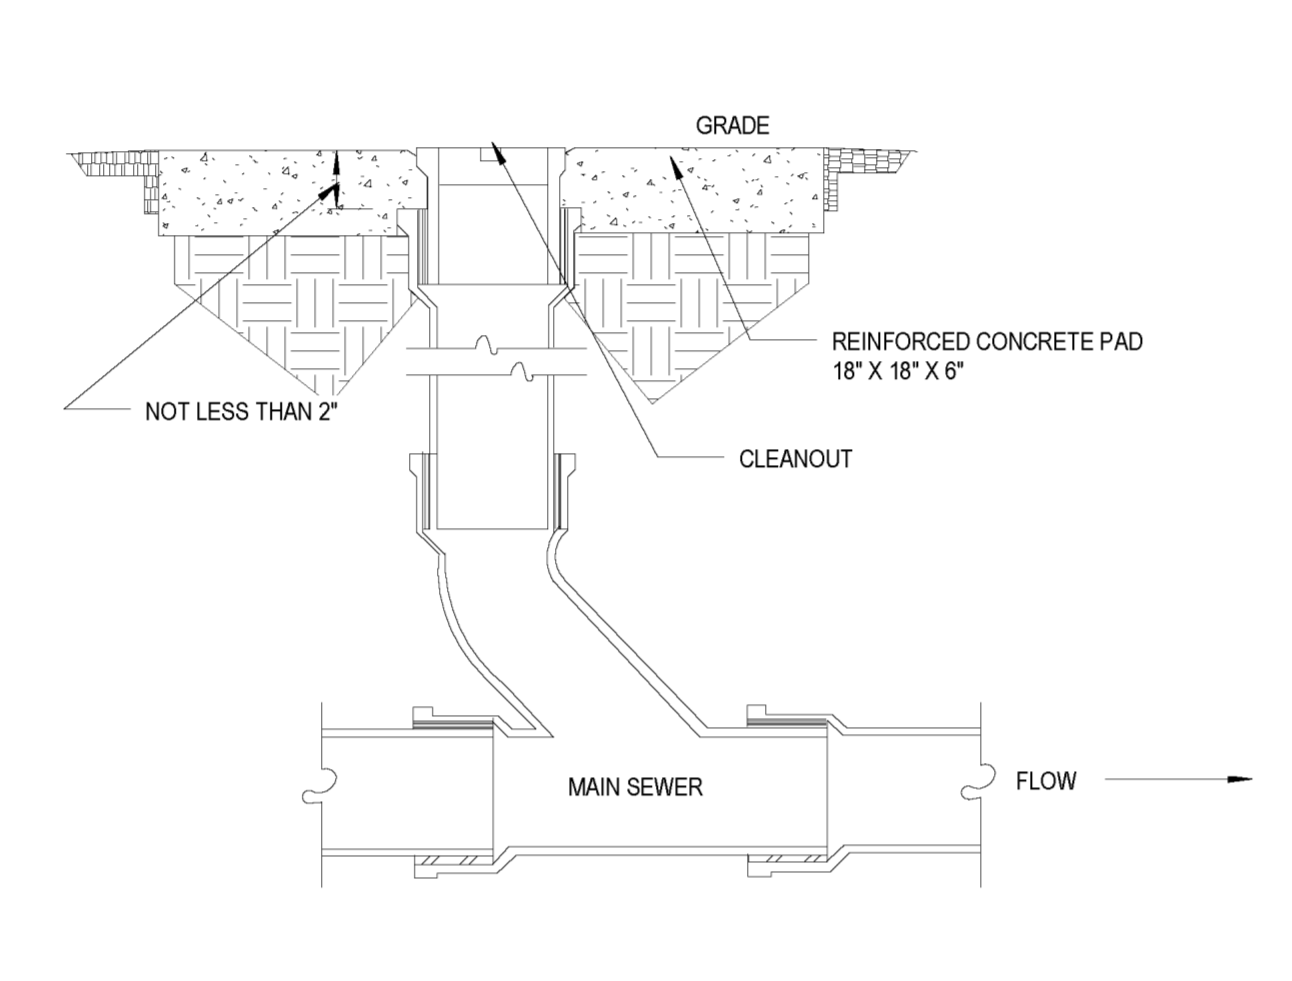 GRADE
REINFORCED CONCRETE PAD
18" X 18" X 6"
NOT LESS THAN 2"
CLEANOUT
MAIN SEWER
FLOW